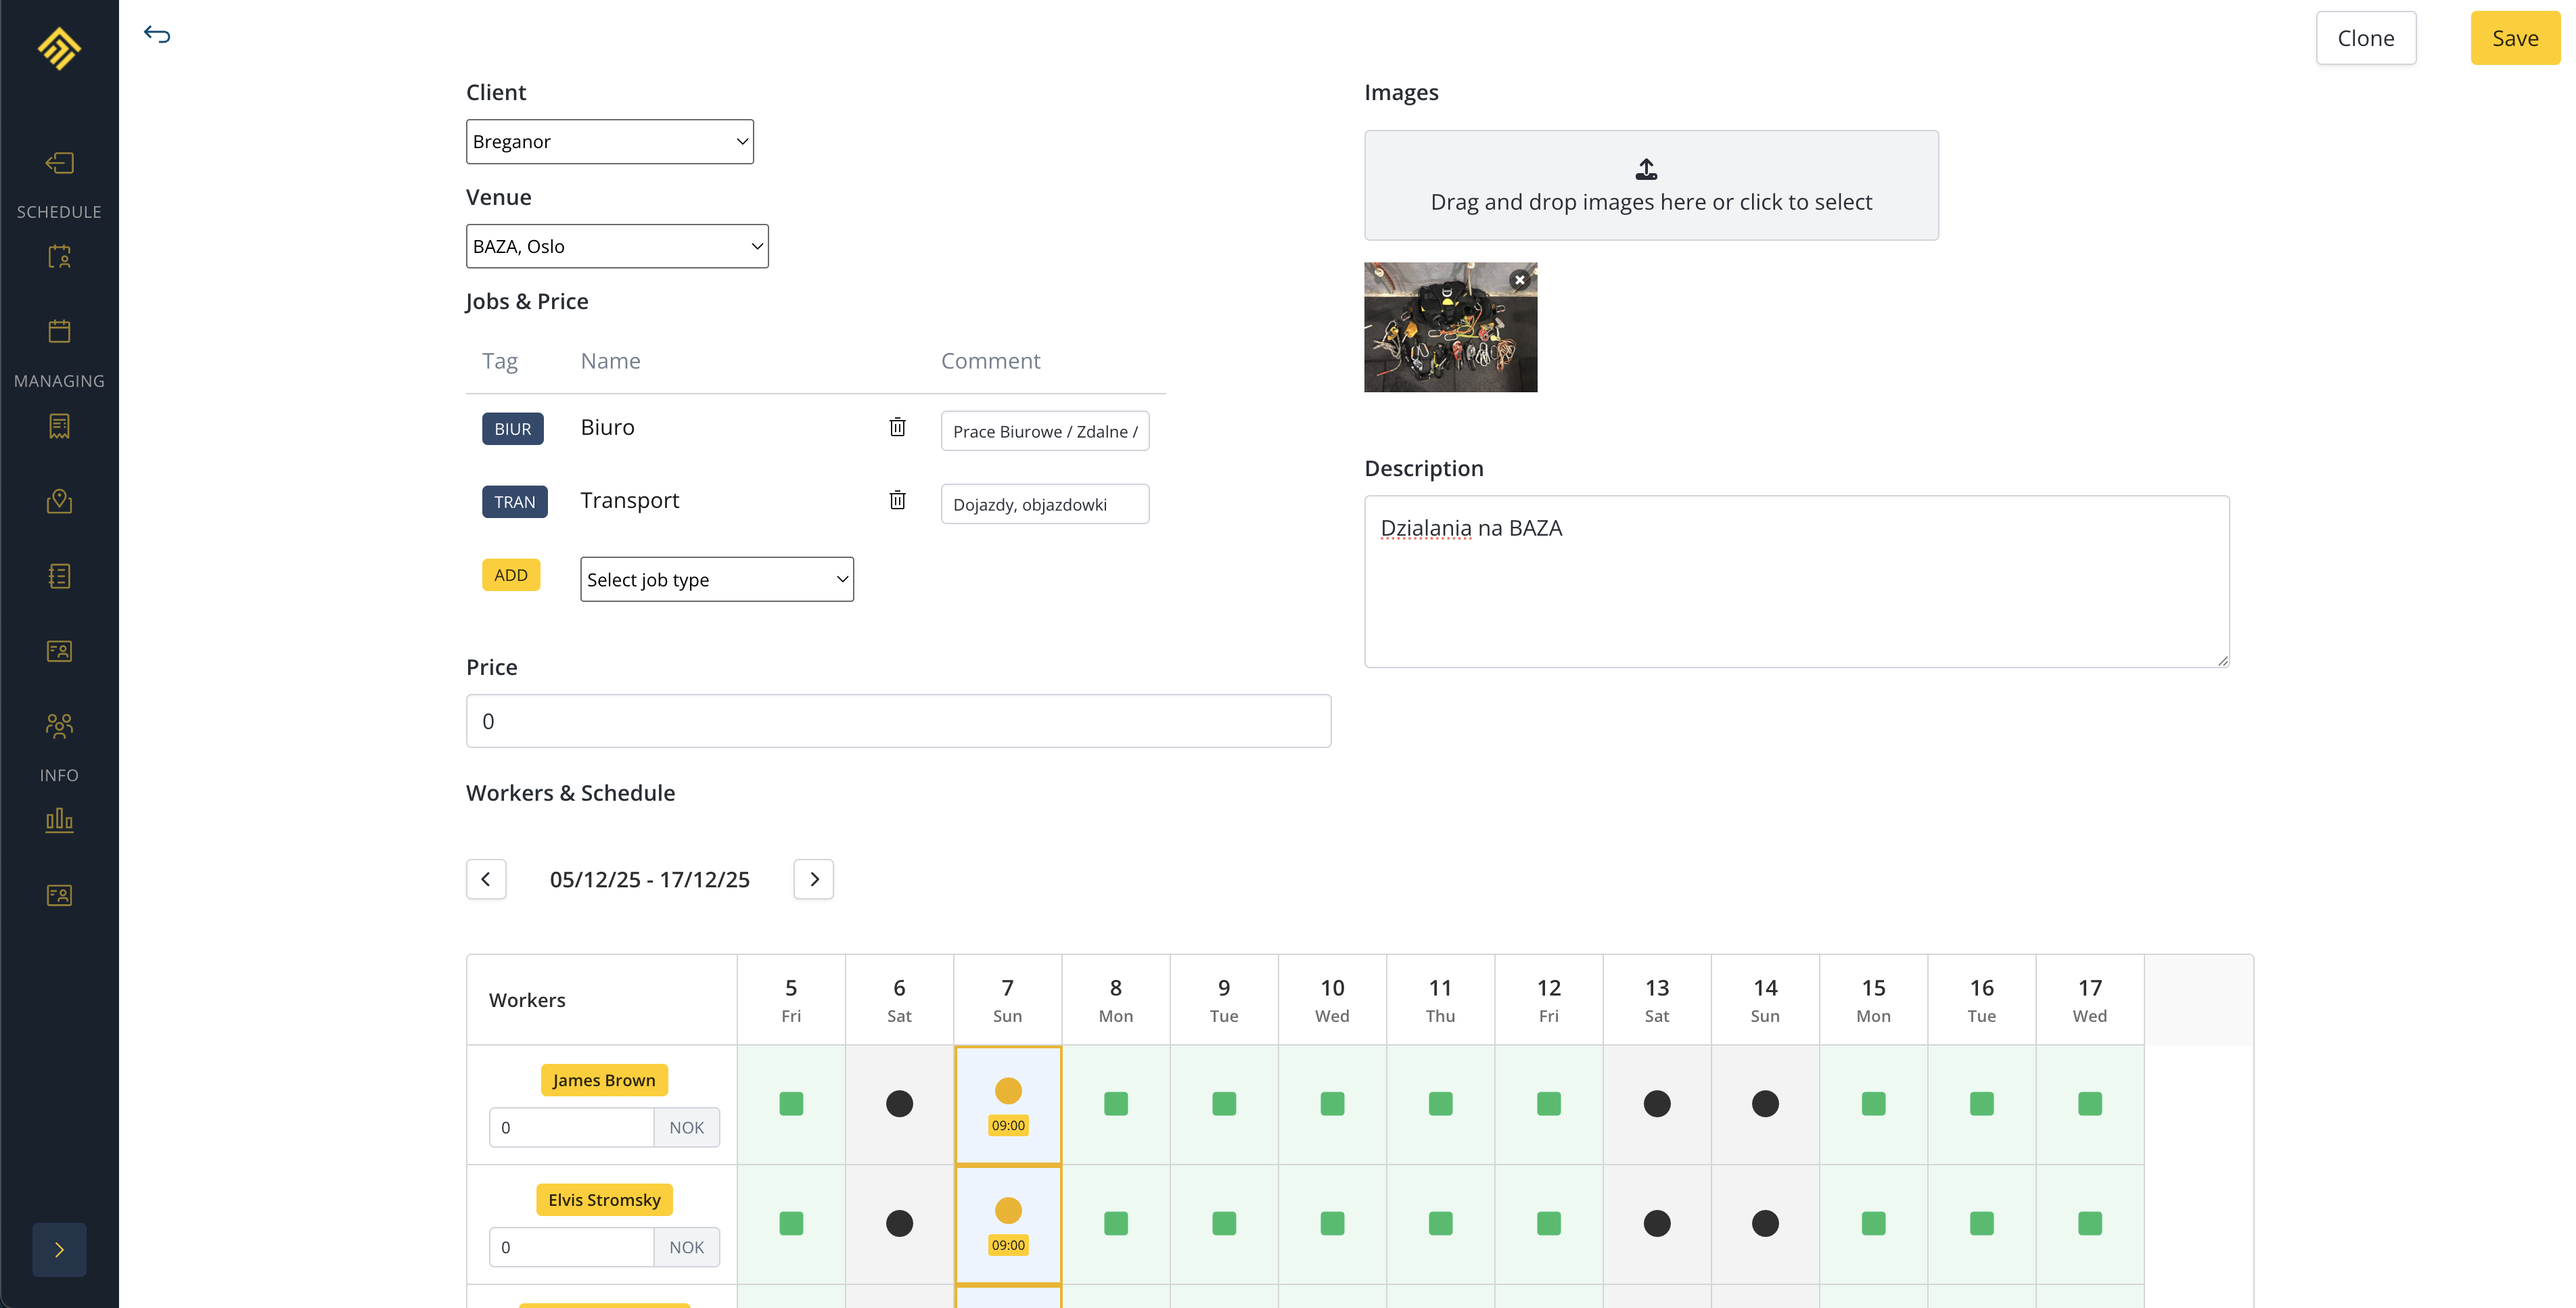 Clone
Save
SCHEDULE
MANAGING
INFO
Client
Breganor
Venue
BAZA, Oslo
Jobs & Price
Tag Name Comment
BIUR Biuro Prace Biurowe / Zdalne /
TRAN Transport Dojazdy, objazdowki
ADD Select job type
Price
0
Images
Drag and drop images here or click to select
Description
Dzialania na BAZA
Workers & Schedule
05/12/25 - 17/12/25
Workers
5 6 7 8 9 10 11 12 13 14 15 16 17
Fri Sat Sun Mon Tue Wed Thu Fri Sat Sun Mon Tue Wed
James Brown
0 NOK
09:00
Elvis Stromsky
0 NOK
09:00